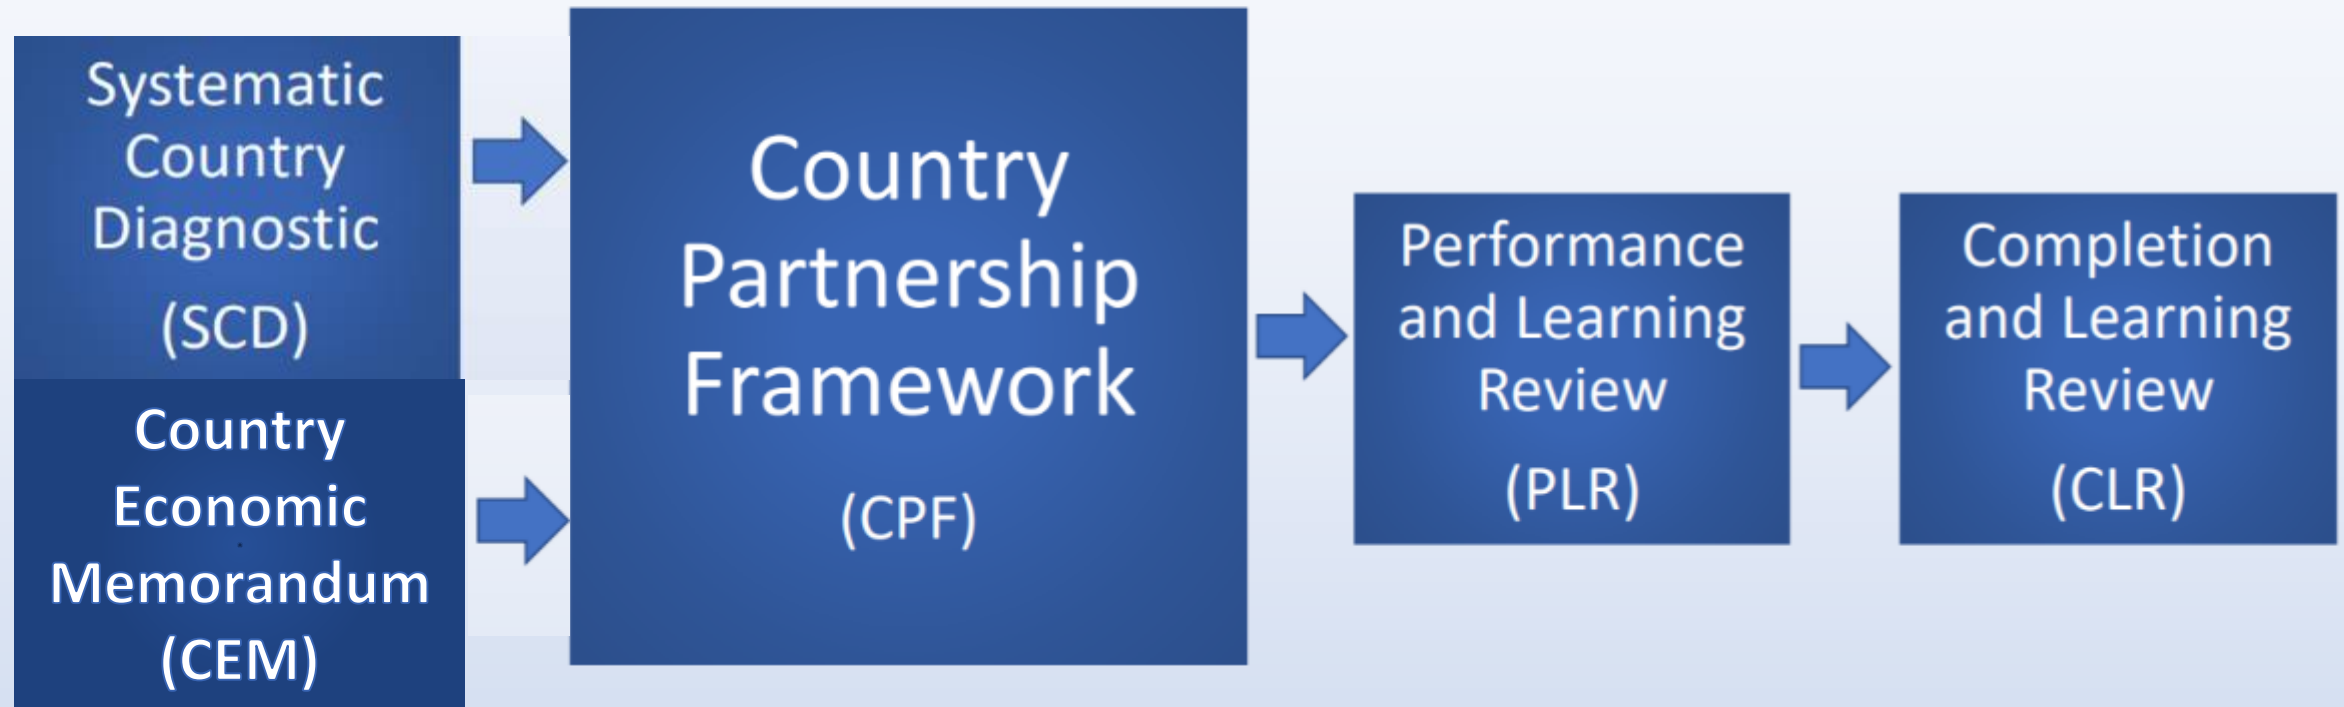 Systematic
Country
Diagnostic
(SCD)
Country
Economic
Memorandum
(CEM)
Country
Partnership
Framework
(CPF)
Performance
and Learning
Review
(PLR)
Completion
and Learning
Review
(CLR)